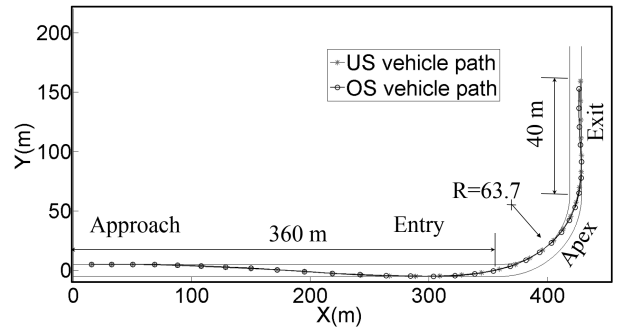 200
150
100
50
0
Y(m)
US vehicle path
OS vehicle path
40 m
Exit
R=63.7
Approach
Entry
360 m
Apex
0
100
200
300
400
X(m)